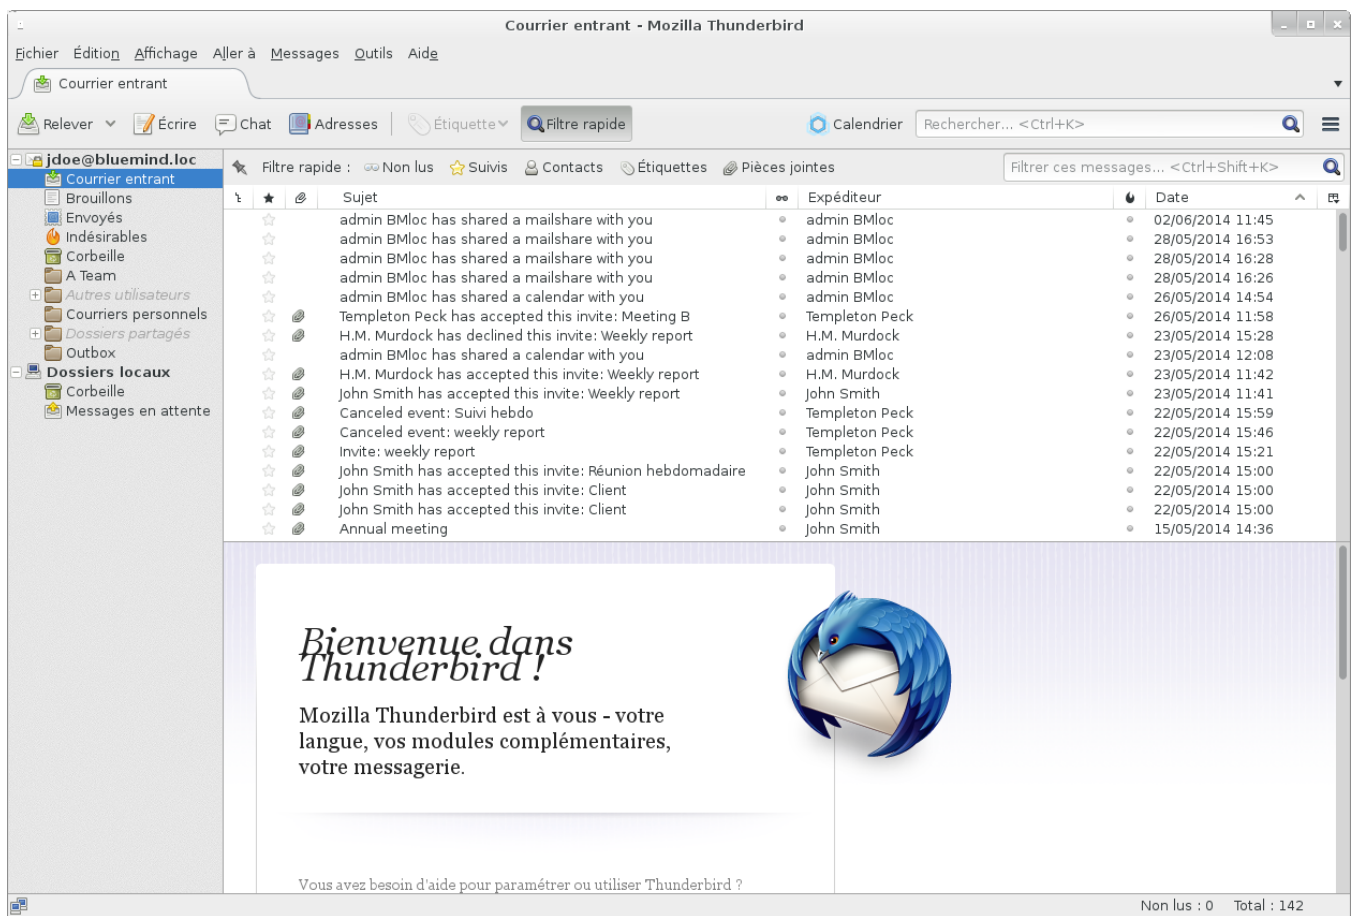 Courrier entrant - Mozilla Thunderbird
Fichier Édition Affichage Aller à Messages Outils Aide
Courrier entrant
Relever Écrire Chat Adresses Étiquette Filtre rapide Calendrier Rechercher... <Ctrl+K>
jdoe@bluemind.loc
Courrier entrant
Brouillons
Envoyés
Indésirables
Corbeille
A Team
Autres utilisateurs
Courriers personnels
Dossiers partagés
Outbox
Dossiers locaux
Corbeille
Messages en attente
Filtre rapide : Non lus Suivis Contacts Étiquettes Pièces jointes Filtrer ces messages... <Ctrl+Shift+K>
Sujet Expéditeur Date
admin BMloc has shared a mailshare with you admin BMloc 02/06/2014 11:45
admin BMloc has shared a mailshare with you admin BMloc 28/05/2014 16:53
admin BMloc has shared a mailshare with you admin BMloc 28/05/2014 16:28
admin BMloc has shared a mailshare with you admin BMloc 28/05/2014 16:26
admin BMloc has shared a calendar with you admin BMloc 26/05/2014 14:54
Templeton Peck has accepted this invite: Meeting B Templeton Peck 26/05/2014 11:58
H.M. Murdock has declined this invite: Weekly report H.M. Murdock 23/05/2014 15:28
admin BMloc has shared a calendar with you admin BMloc 23/05/2014 12:08
H.M. Murdock has accepted this invite: Weekly report H.M. Murdock 23/05/2014 11:42
John Smith has accepted this invite: Weekly report John Smith 23/05/2014 11:41
Canceled event: Suivi hebdo Templeton Peck 22/05/2014 15:59
Canceled event: weekly report Templeton Peck 22/05/2014 15:46
Invite: weekly report Templeton Peck 22/05/2014 15:21
John Smith has accepted this invite: Réunion hebdomadaire John Smith 22/05/2014 15:00
John Smith has accepted this invite: Client John Smith 22/05/2014 15:00
John Smith has accepted this invite: Client John Smith 22/05/2014 15:00
Annual meeting John Smith 15/05/2014 14:36
Bienvenue dans
Thunderbird !
Mozilla Thunderbird est à vous - votre
langue, vos modules complémentaires,
votre messagerie.
Vous avez besoin d'aide pour paramétrer ou utiliser Thunderbird ?
Non lus : 0 Total : 142